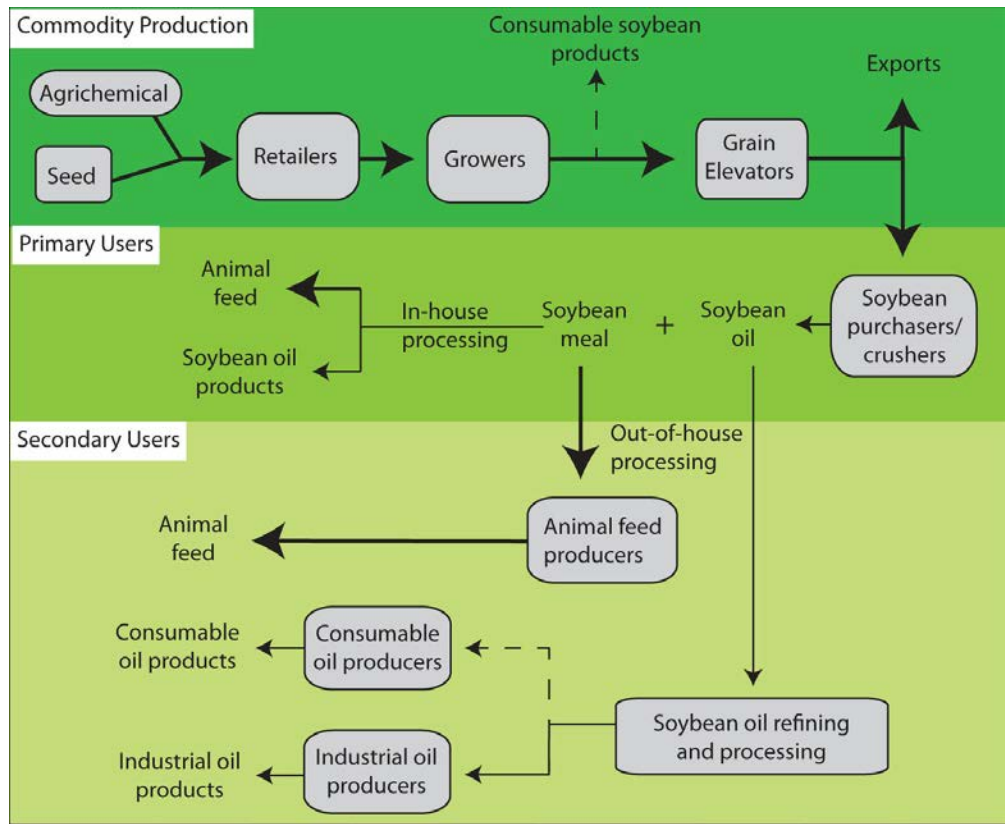 Commodity Production
Consumable soybean
products
Exports
Agrichemical
Seed
Retailers
Growers
Grain
Elevators
Primary Users
Animal
feed
Soybean oil
products
In-house
processing
Soybean
meal
+
Soybean
oil
Soybean
purchasers/
crushers
Secondary Users
Out-of-house
processing
Animal
feed
Animal feed
producers
Consumable
oil products
Consumable
oil producers
Industrial oil
products
Industrial oil
producers
Soybean oil refining
and processing